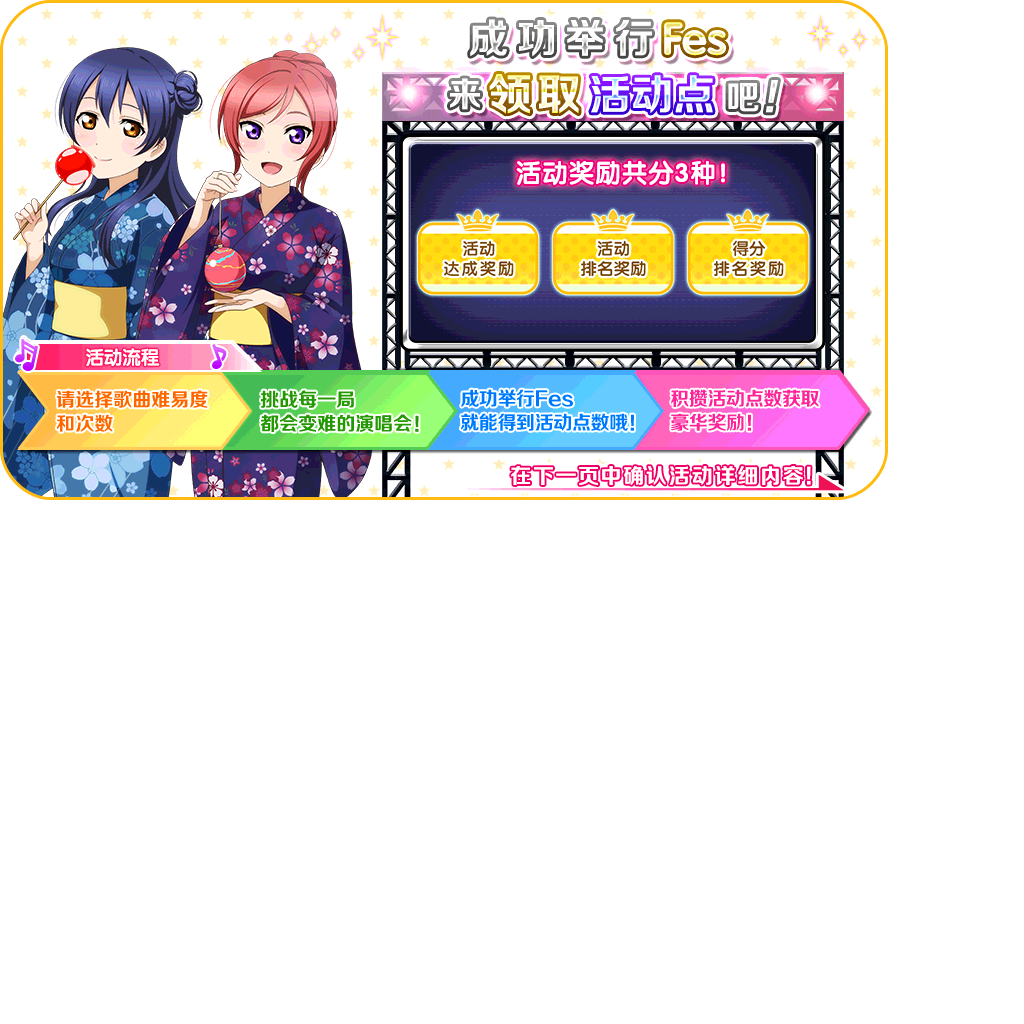 成功举行Fes
来领取活动点吧！
活动奖励共分3种！
活动
达成奖励
活动
排名奖励
得分
排名奖励
活动流程
请选择歌曲难易度
和次数
挑战每一局
都会变难的演唱会！
成功举行Fes
就能得到活动点数哦！
积攒活动点数获取
豪华奖励！
在下一页中确认活动详细内容！